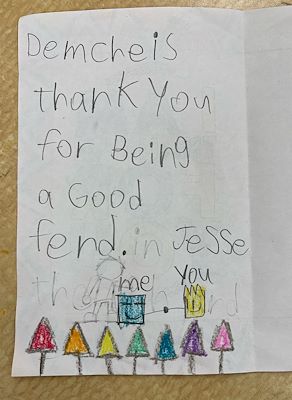 Demcheis
thank You
for Being
a Good
fend. in Jesse
me you